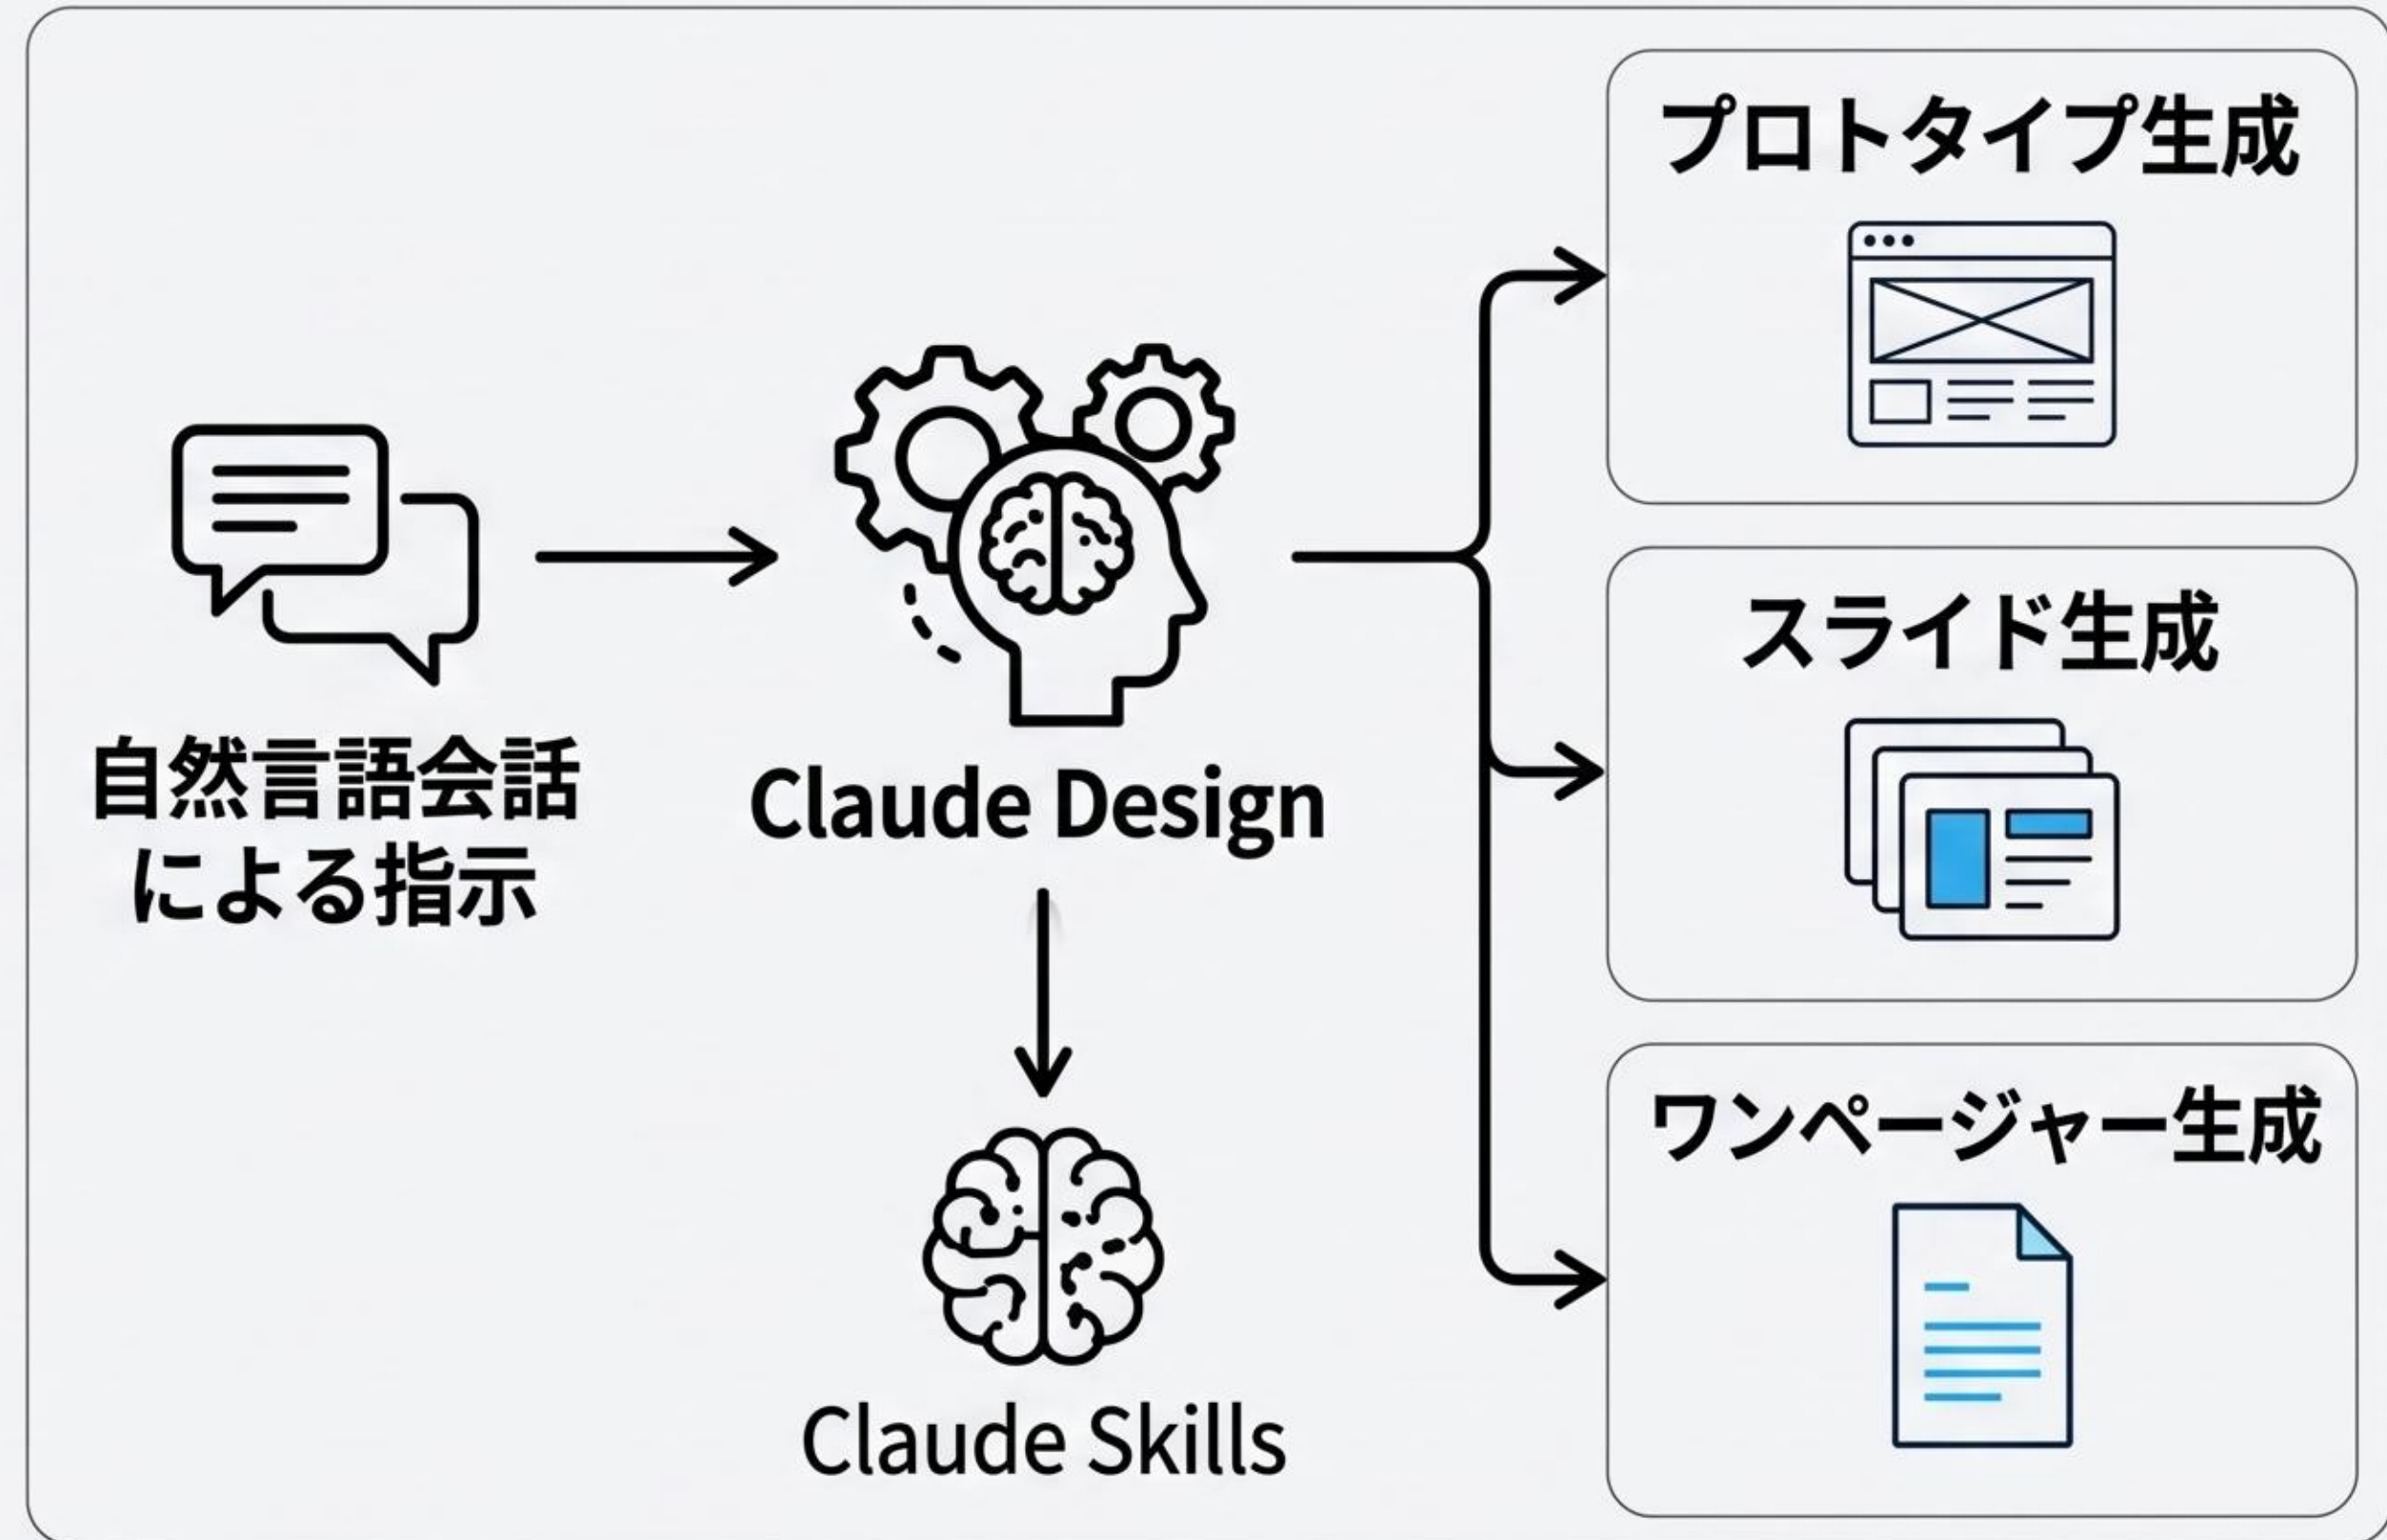 自然言語会話
による指示
Claude Design
Claude Skills
プロトタイプ生成
スライド生成
ワンページャー生成